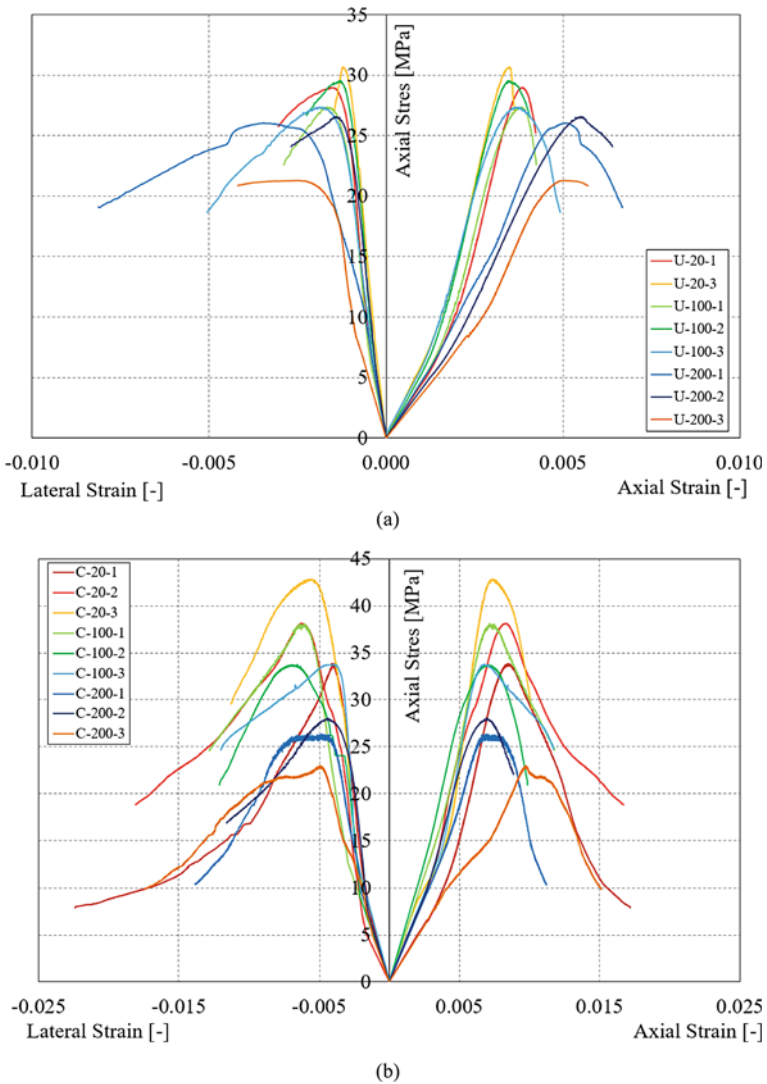 35
30
25
20
15
10
5
0
Axial Stres [MPa]
U-20-1
U-20-3
U-100-1
U-100-2
U-100-3
U-200-1
U-200-2
U-200-3
-0.010 -0.005 0.000 0.005 0.010
Lateral Strain [-] Axial Strain [-]
(a)
45
40
35
30
25
20
15
10
5
0
Axial Stres [MPa]
C-20-1
C-20-2
C-20-3
C-100-1
C-100-2
C-100-3
C-200-1
C-200-2
C-200-3
-0.025 -0.015 -0.005 0.005 0.015 0.025
Lateral Strain [-] Axial Strain [-]
(b)